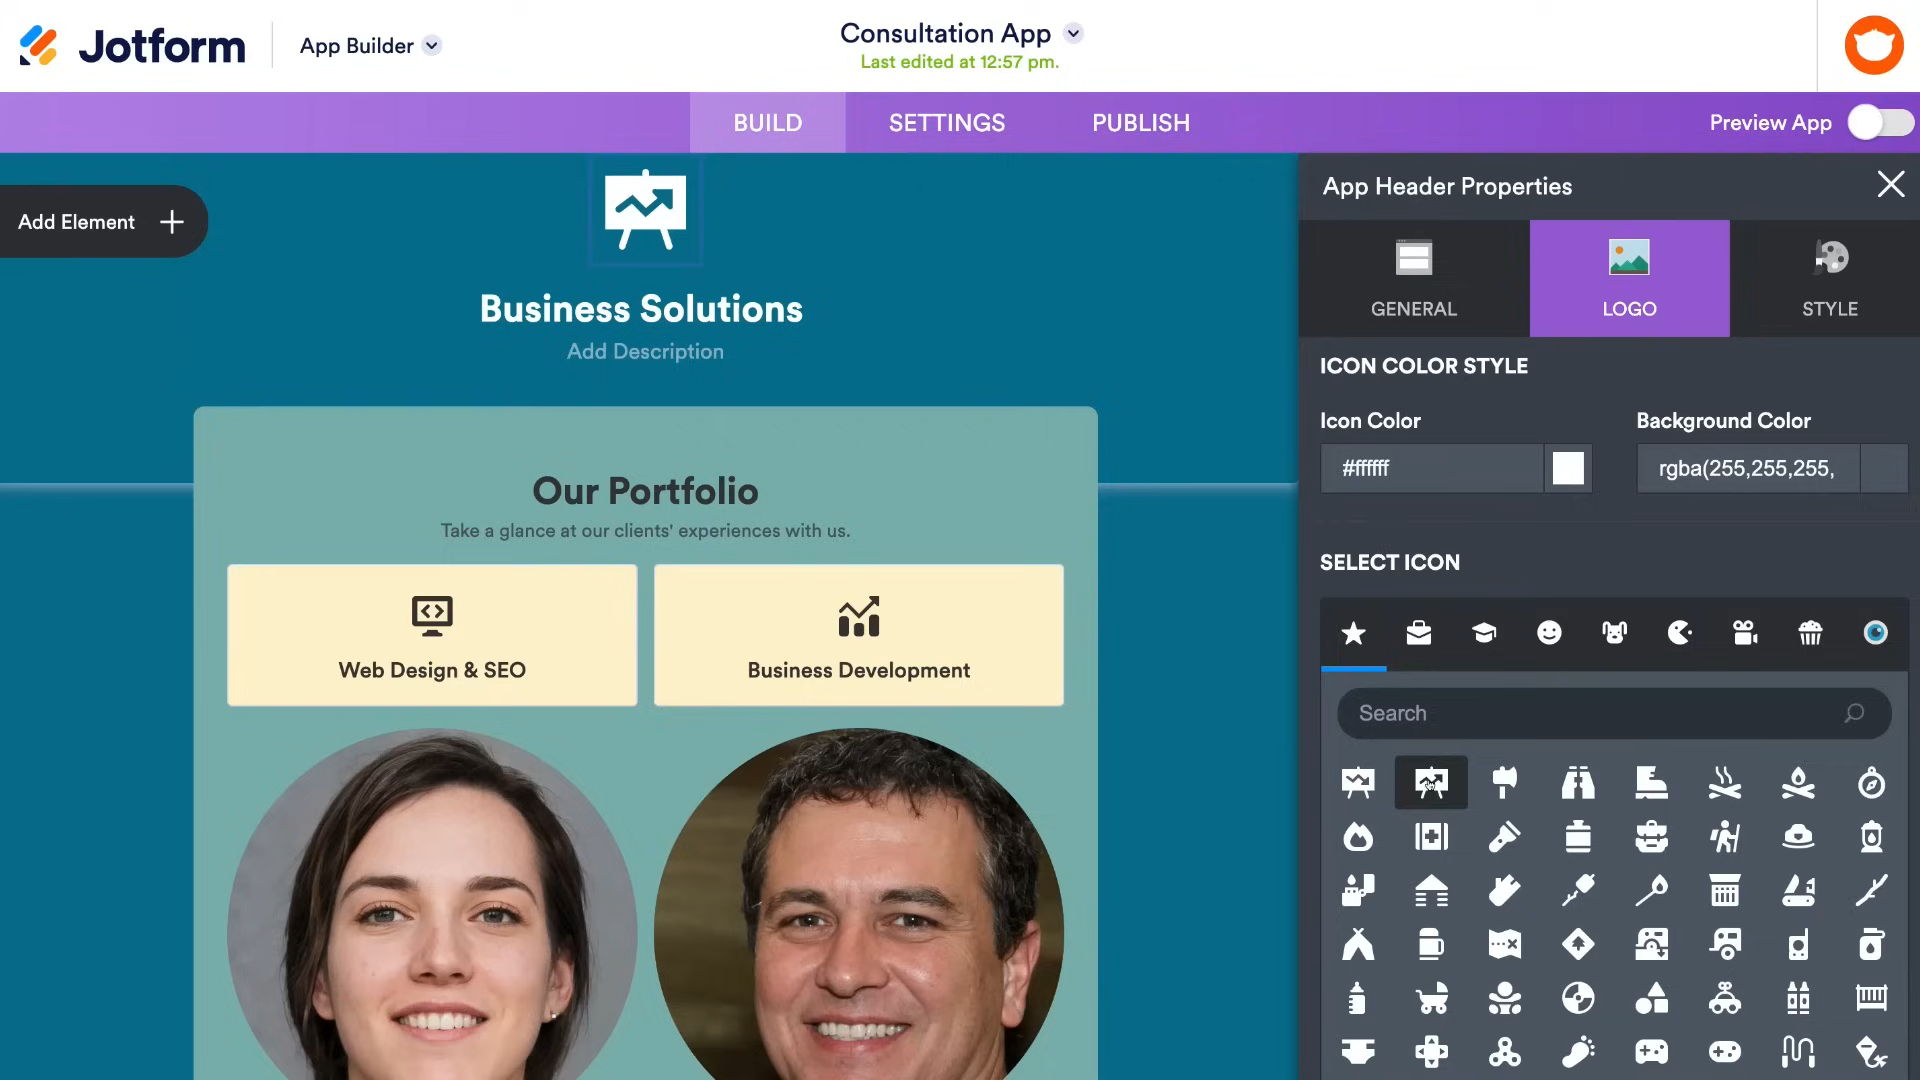 Jotform
App Builder
Consultation App
Last edited at 12:57 pm.
BUILD
SETTINGS
PUBLISH
Preview App
Add Element
Business Solutions
Add Description
Our Portfolio
Take a glance at our clients' experiences with us.
Web Design & SEO
Business Development
App Header Properties
GENERAL
LOGO
STYLE
ICON COLOR STYLE
Icon Color
Background Color
#ffffff
rgba(255,255,255,
SELECT ICON
Search